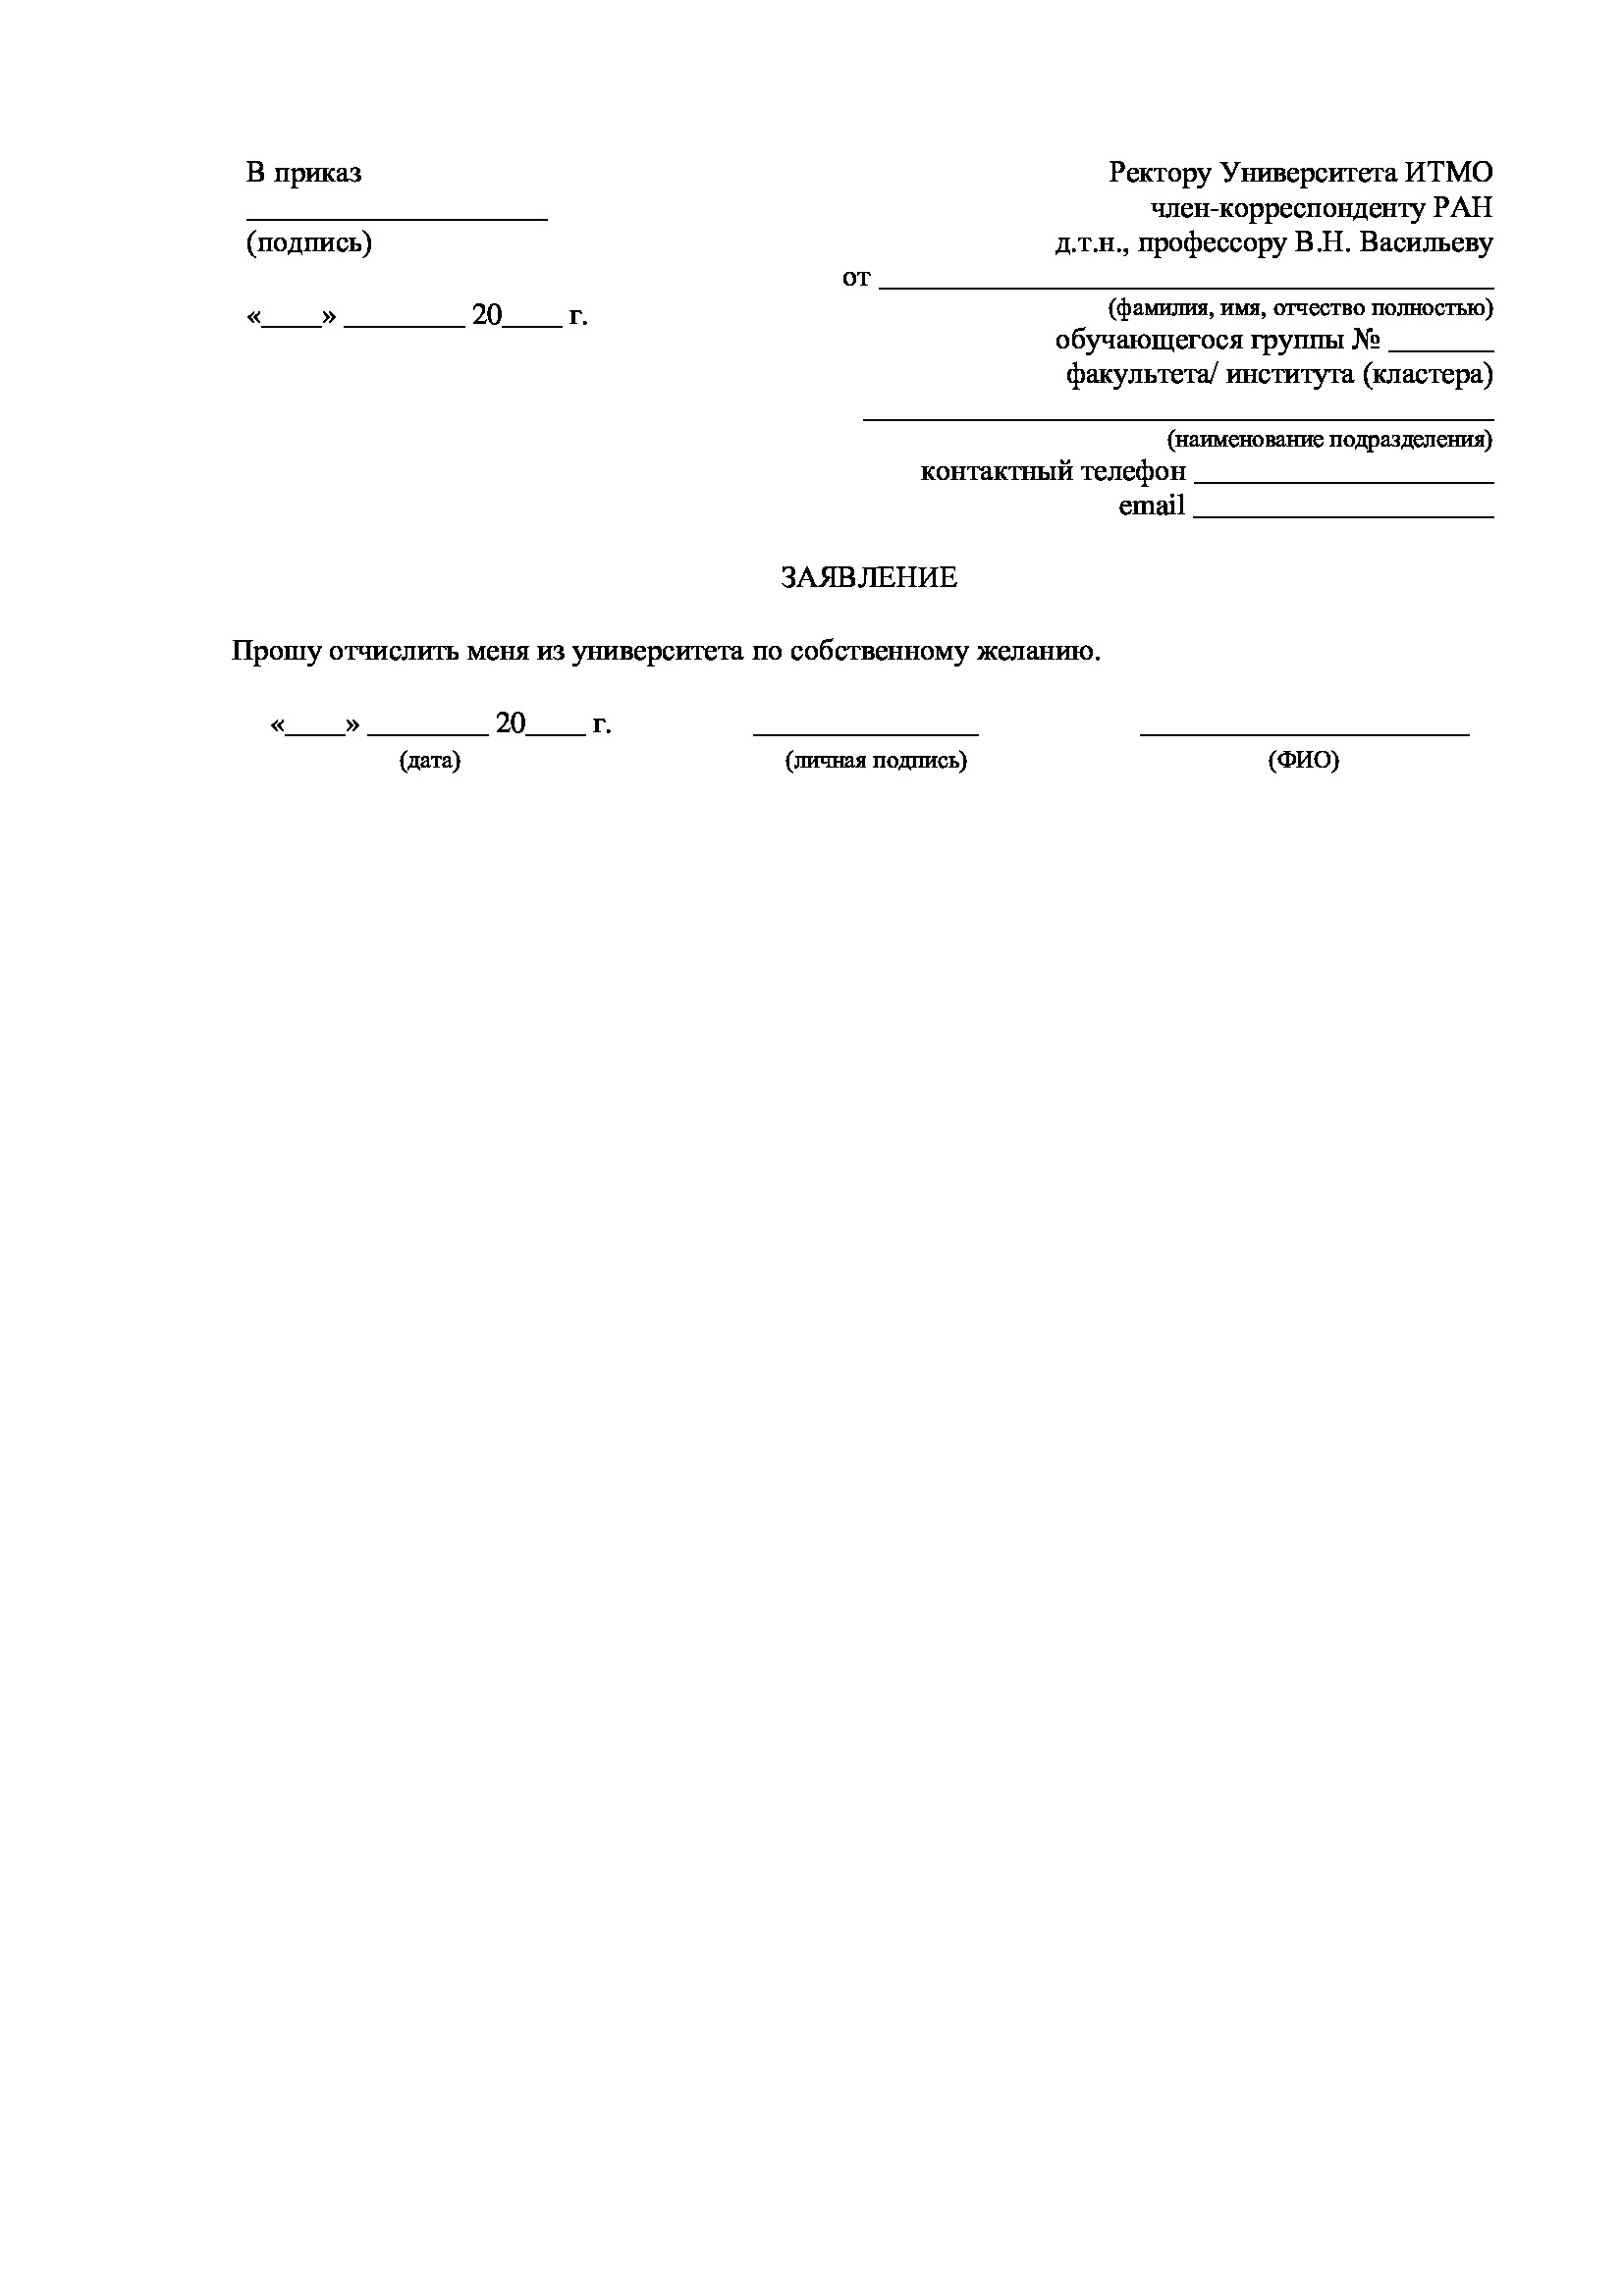 В приказ
____________________
(подпись)
«____» ________ 20____ г.
Ректору Университета ИТМО
член-корреспонденту РАН
д.т.н., профессору В.Н. Васильеву
от _________________________________________
(фамилия, имя, отчество полностью)
обучающегося группы № _______
факультета/ института (кластера)
__________________________________________
(наименование подразделения)
контактный телефон ____________________
email ____________________
ЗАЯВЛЕНИЕ
Прошу отчислить меня из университета по собственному желанию.
«____» ________ 20____ г. _______________ ______________________
(дата) (личная подпись) (ФИО)